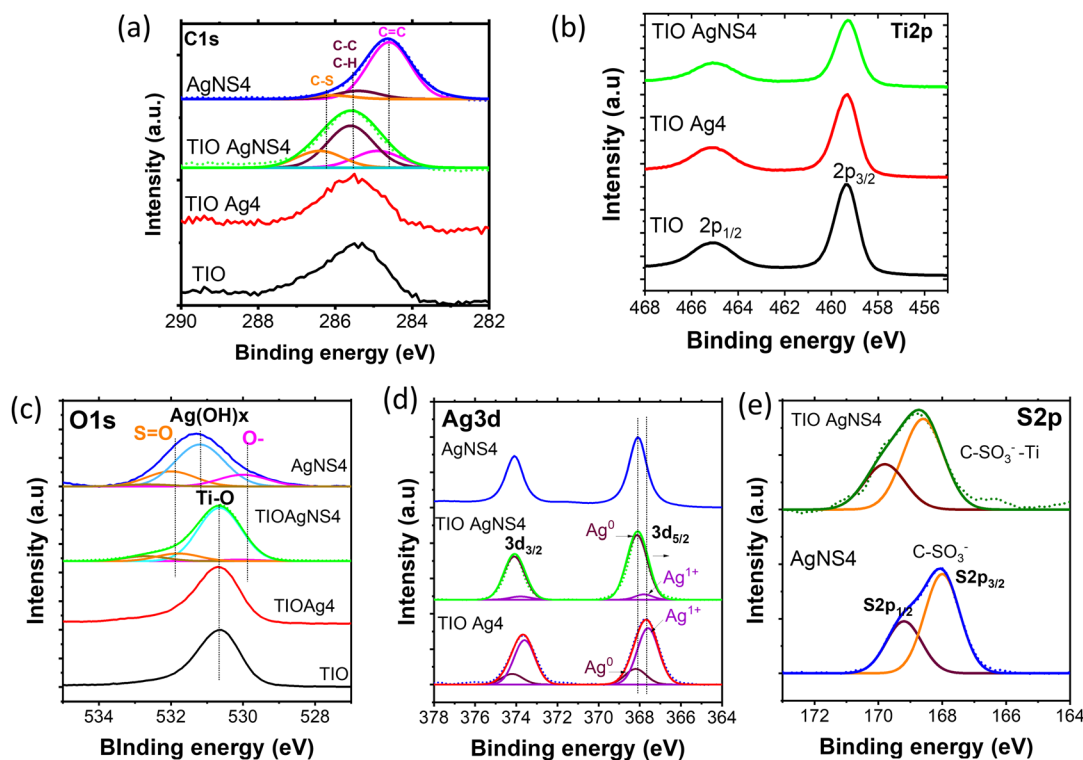 (a)
C1s
C=C
C-C
C-H
C-S
AgNS4
TIO AgNS4
TIO Ag4
TIO
Intensity (a.u.)
290 288 286 284 282
Binding energy (eV)
(b)
Ti2p
TIO AgNS4
TIO Ag4
2p3/2
TIO
2p1/2
Intensity (a.u)
468 466 464 462 460 458 456
Binding energy (eV)
(c)
O1s
Ag(OH)x
S=O
O-
AgNS4
Ti-O
TIOAgNS4
TIOAg4
TIO
Intensity (a.u)
534 532 530 528
BInding energy (eV)
(d)
Ag3d
AgNS4
TIO AgNS4
Ag0
3d3/2
3d5/2
Ag1+
TIO Ag4
Ag1+
Ag0
Intensity (a.u)
378 376 374 372 370 368 366 364
Binding energy (eV)
(e)
S2p
TIO AgNS4
C-SO3- -Ti
AgNS4
C-SO3-
S2p3/2
S2p1/2
Intensity (a.u)
172 170 168 166 164
Binding energy (eV)